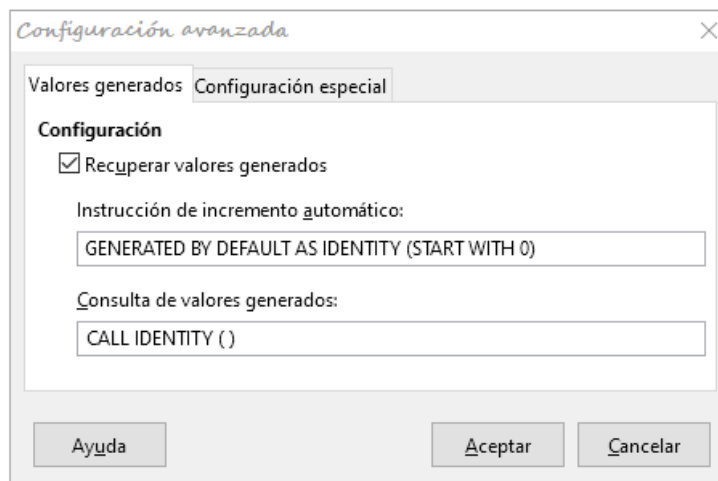 Configuración avanzada
Valores generados Configuración especial
Configuración
Recuperar valores generados
Instrucción de incremento automático:
GENERATED BY DEFAULT AS IDENTITY (START WITH 0)
Consulta de valores generados:
CALL IDENTITY ( )
Ayuda Aceptar Cancelar